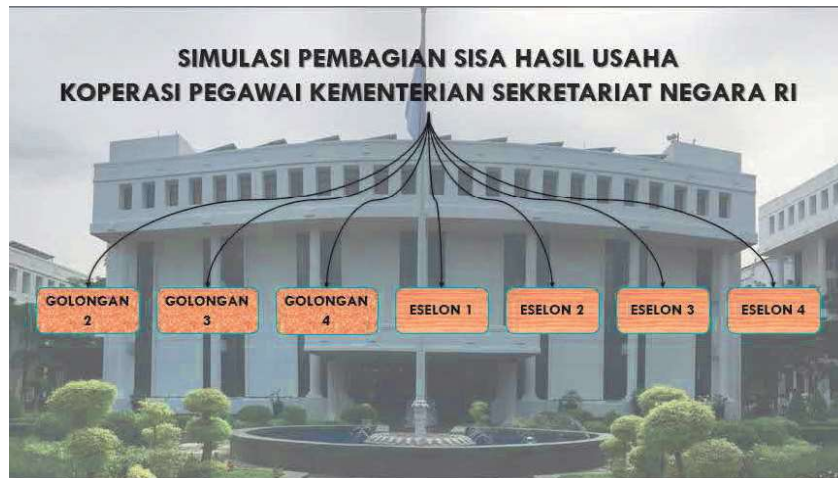 SIMULASI PEMBAGIAN SISA HASIL USAHA
KOPERASI PEGAWAI KEMENTERIAN SEKRETARIAT NEGARA RI
GOLONGAN
2
GOLONGAN
3
GOLONGAN
4
ESELON 1
ESELON 2
ESELON 3
ESELON 4